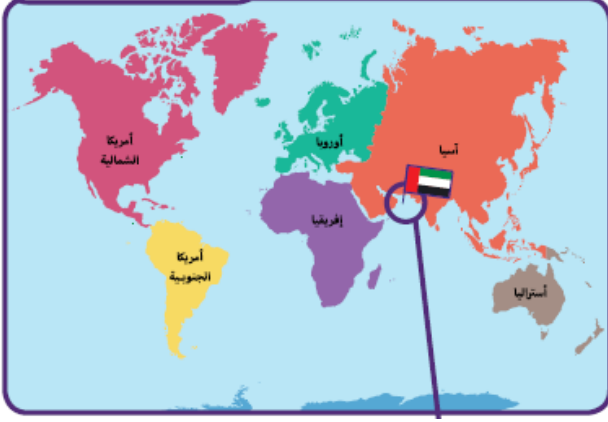 أمريكا
الشمالية
أوروبا
آسيا
إفريقيا
أمريكا
الجنوبية
أستراليا